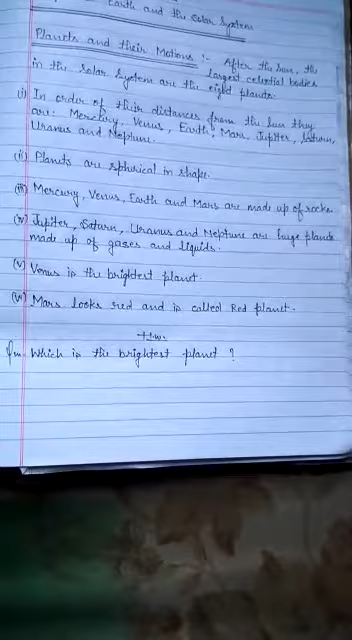 Earth and the Solar System
Planets and their Motions :- After the Sun, the
largest celestial bodies
in the Solar System are the eight planets.
(i) In order of their distances from the Sun they
are: Mercury, Venus, Earth, Mars, Jupiter, Saturn,
Uranus and Neptune.
(ii) Planets are spherical in shape.
(iii) Mercury, Venus, Earth and Mars are made up of rocks.
(iv) Jupiter, Saturn, Uranus and Neptune are huge planets
made up of gases and liquids.
(v) Venus is the brightest planet.
(vi) Mars looks red and is called Red planet.
H.W.
Which is the brightest planet ?